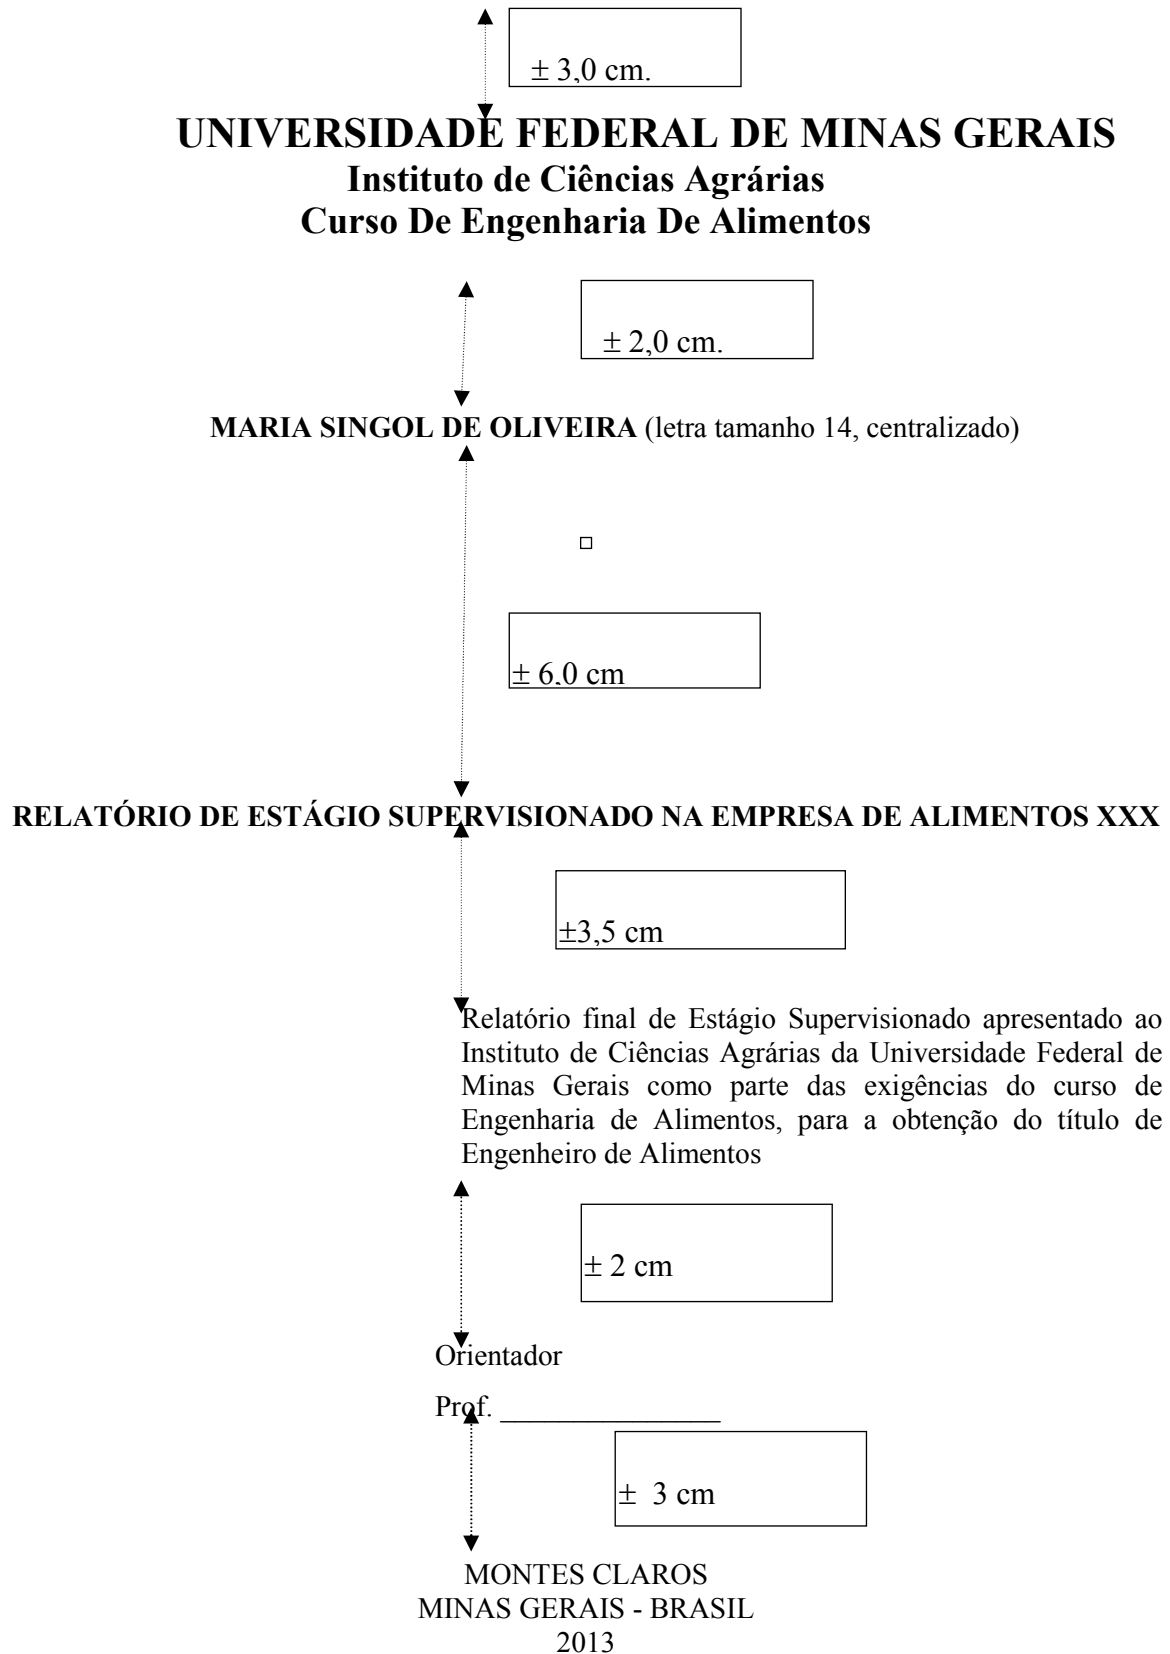 ± 3,0 cm.
UNIVERSIDADE FEDERAL DE MINAS GERAIS
Instituto de Ciências Agrárias
Curso De Engenharia De Alimentos
± 2,0 cm.
MARIA SINGOL DE OLIVEIRA (letra tamanho 14, centralizado)
± 6,0 cm
RELATÓRIO DE ESTÁGIO SUPERVISIONADO NA EMPRESA DE ALIMENTOS XXX
±3,5 cm
Relatório final de Estágio Supervisionado apresentado ao
Instituto de Ciências Agrárias da Universidade Federal de
Minas Gerais como parte das exigências do curso de
Engenharia de Alimentos, para a obtenção do título de
Engenheiro de Alimentos
± 2 cm
Orientador
Prof. _______________
± 3 cm
MONTES CLAROS
MINAS GERAIS - BRASIL
2013